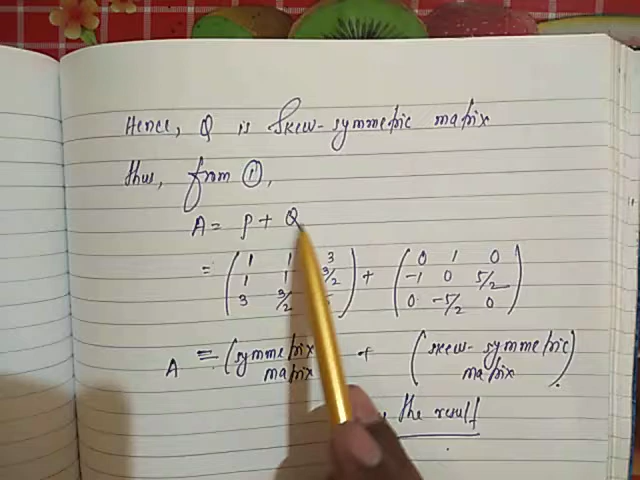 Hence, Q is Skew-symmetric matrix
thus, from ①,
A = P + Q
= ( 1 1 3 ) + ( 0 1 0 )
( 1 1 3/2 ) ( -1 0 5/2 )
( 3 3/2 ) ( 0 -5/2 0 )
A = (symmetrix matrix) + (skew-symmetric matrix).
the result